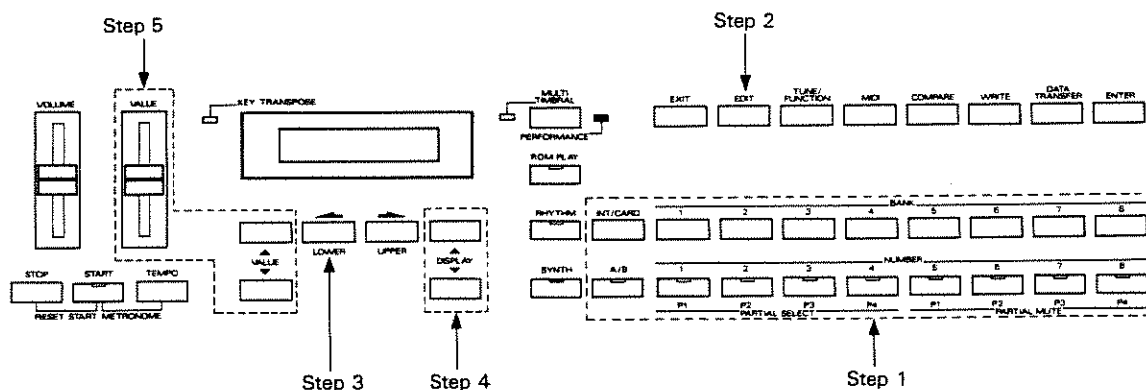 Step 5
Step 2
VOLUME
VALUE
KEY TRANSPOSE
MULTI
TIMBRAL
PERFORMANCE
EXIT
EDIT
TUNE/
FUNCTION
MIDI
COMPARE
WRITE
DATA
TRANSFER
ENTER
ROM PLAY
BANK
RHYTHM
INT/CARD
1 2 3 4 5 6 7 8
VALUE
LOWER
UPPER
DISPLAY
NUMBER
STOP
START
TEMPO
SYNTH
A/B
1 2 3 4 5 6 7 8
P1 P2 P3 P4 P1 P2 P3 P4
RESET START METRONOME
PARTIAL SELECT
PARTIAL MUTE
Step 3
Step 4
Step 1